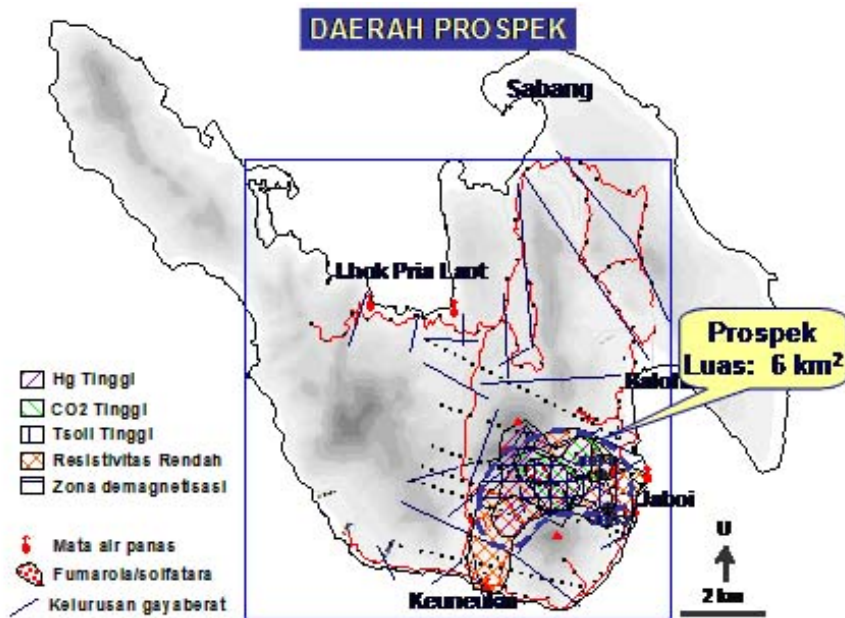 DAERAH PROSPEK
Sabang
Lhok Pria Laot
Prospek
Luas: 6 km²
Hg Tinggi
CO2 Tinggi
Tsoil Tinggi
Resistivitas Rendah
Zona demagnetisasi
Jaboi
Mata air panas
Fumarola/solfatara
Kelurusan gayaberat
Keuneukai
U
2 km